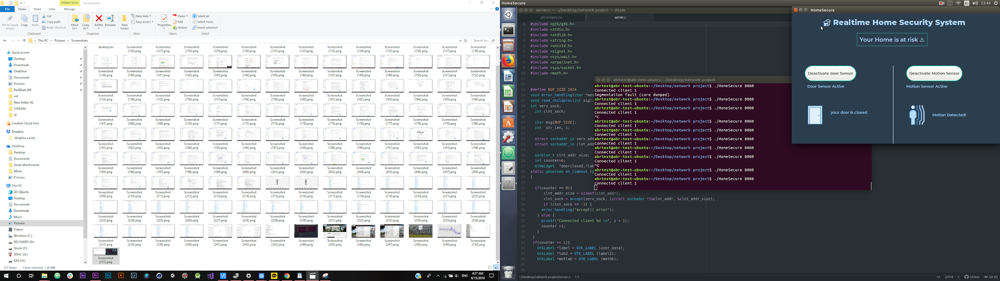 Picture Tools
Screenshots
File
Home
Share
View
Manage
Pin to Quick access
Copy
Paste
Cut
Copy path
Paste shortcut
Clipboard
Move to
Copy to
Delete
Rename
Organize
New folder
New item
Easy access
New
Properties
Open
Edit
History
Open
Select all
Select none
Invert selection
Select
This PC > Pictures > Screenshots
Search Scr...
Quick access
Desktop
Downloads
OneDrive
Documents
Pictures
Rar$DIa0.288
net
New folder (4)
STREAM
UI
Creative Cloud Files
Dropbox
.dropbox.cache
OneDrive
Desktop
Documents
Email attachments
Music
Pictures
This PC
3D Objects
Desktop
Documents
Downloads
Music
Pictures
Videos
Windows (C:)
RECOVERY (D:)
Storm (F:)
SDHC (G:)
KAS (H:)
desktop.ini
Screenshot (126).png
Screenshot (127).png
Screenshot (128).png
Screenshot (129).png
Screenshot (130).png
Screenshot (131).png
Screenshot (132).png
Screenshot (133).png
Screenshot (134).png
Screenshot (135).png
Screenshot (136).png
Screenshot (137).png
Screenshot (138).png
Screenshot (139).png
Screenshot (140).png
Screenshot (141).png
Screenshot (142).png
Screenshot (143).png
Screenshot (144).png
Screenshot (145).png
Screenshot (146).png
Screenshot (147).png
Screenshot (148).png
Screenshot (149).png
Screenshot (150).png
Screenshot (151).png
Screenshot (152).png
Screenshot (153).png
Screenshot (154).png
Screenshot (155).png
Screenshot (156).png
Screenshot (157).png
Screenshot (158).png
Screenshot (159).png
Screenshot (160).png
Screenshot (161).png
Screenshot (162).png
Screenshot (163).png
Screenshot (164).png
Screenshot (165).png
Screenshot (166).png
Screenshot (167).png
Screenshot (168).png
Screenshot (169).png
Screenshot (170).png
Screenshot (171).png
Screenshot (172).png
Screenshot (173).png
Screenshot (174).png
Screenshot (175).png
Screenshot (176).png
Screenshot (177).png
Screenshot (178).png
Screenshot (179).png
Screenshot (180).png
Screenshot (181).png
Screenshot (182).png
Screenshot (183).png
Screenshot (184).png
Screenshot (185).png
Screenshot (186).png
Screenshot (187).png
Screenshot (188).png
Screenshot (189).png
Screenshot (190).png
Screenshot (191).png
Screenshot (192).png
Screenshot (193).png
Screenshot (194).png
Screenshot (195).png
Screenshot (196).png
Screenshot (197).png
Screenshot (198).png
Screenshot (199).png
Screenshot (200).png
Screenshot (201).png
Screenshot (202).png
Screenshot (203).png
Screenshot (204).png
Screenshot (205).png
Screenshot (206).png
Screenshot (207).png
Screenshot (208).png
Screenshot (209).png
Screenshot (210).png
Screenshot (211).png
Screenshot (212).png
Screenshot (213).png
Screenshot (214).png
Screenshot (215).png
Screenshot (216).png
Screenshot (217).png
Screenshot (218).png
Screenshot (219).png
Screenshot (220).png
Screenshot (221).png
Screenshot (222).png
Screenshot (223).png
Screenshot (224).png
Screenshot (225).png
Screenshot (226).png
Screenshot (227).png
Screenshot (228).png
Screenshot (229).png
Screenshot (230).png
Screenshot (231).png
Screenshot (232).png
Screenshot (233).png
Screenshot (234).png
Screenshot (235).png
Screenshot (236).png
Screenshot (237).png
Screenshot (238).png
Screenshot (239).png
Screenshot (240).png
Screenshot (241).png
Screenshot (242).png
Screenshot (243).png
Screenshot (244).png
Screenshot (245).png
Screenshot (246).png
Screenshot (247).png
Screenshot (248).png
Screenshot (249).png
Screenshot (250).png
Screenshot (251).png
127 items 1 item selected 1.26 MB
ENG
4:27 AM
6/15/2019
HomeSecure
En
23:44
server.c — ~/Desktop/network project — Atom
gtk-widgets.css
server.c
1 #include <gtk/gtk.h>
2 #include <stdio.h>
3 #include <stdlib.h>
4 #include <string.h>
5 #include <unistd.h>
6 #include <signal.h>
7 #include <sys/wait.h>
8 #include <arpa/inet.h>
9 #include <sys/socket.h>
10 #include <math.h>
11
12
13 #define BUF_SIZE 1024
14 void error_handling(char *mes
15 void read_childproc(int sig);
16 int serv_sock;
17 int clnt_sock;
18
19 char msg[BUF_SIZE];
20 int str_len, i;
21
22 struct sockaddr_in serv_add
23 struct sockaddr_in clnt_add
24
25 socklen_t clnt_addr_size;
26 int counter=0;
27 GtkWidget *doorclosed,*lab
28 static gboolean on_timeout (g
29 {
30
31 if(counter == 0){
32 clnt_addr_size = sizeof(clnt_addr);
33 clnt_sock = accept(serv_sock, (struct sockaddr *)&clnt_addr, &clnt_addr_size);
34 if (clnt_sock == -1) {
35 error_handling("accept() error");
36 } else {
37 printf("Connected client %d \n", i + 1);
38 counter =1;
39 }
40 }
41 if(counter == 1){
42 GtkLabel *label = GTK_LABEL (user_data);
43 GtkLabel *lab2 = GTK_LABEL (label2);
44 GtkLabel *motlab = GTK_LABEL (motOk);
45
46
~/Desktop/network project/server.c 1:1
LF UTF-8 C GitHub Git (0)
abrtest@abr-test-ubuntu: ~/Desktop/network project
abrtest@abr-test-ubuntu:~/Desktop/network project$ ./HomeSecure 8080
Connected client 1
Segmentation fault (core dumped)
abrtest@abr-test-ubuntu:~/Desktop/network project$ ./HomeSecure 8080
Connected client 1
abrtest@abr-test-ubuntu:~/Desktop/network project$ ./HomeSecure 8080
Connected client 1
^C
abrtest@abr-test-ubuntu:~/Desktop/network project$ ./HomeSecure 8080
Connected client 1
abrtest@abr-test-ubuntu:~/Desktop/network project$ ./HomeSecure 8080
Connected client 1
abrtest@abr-test-ubuntu:~/Desktop/network project$ ./HomeSecure 8080
Connected client 1
abrtest@abr-test-ubuntu:~/Desktop/network project$ ./HomeSecure 8080
Connected client 1
abrtest@abr-test-ubuntu:~/Desktop/network project$ ./HomeSecure 8080
Connected client 1
^C
abrtest@abr-test-ubuntu:~/Desktop/network project$ ./HomeSecure 8080
Connected client 1
abrtest@abr-test-ubuntu:~/Desktop/network project$ ./HomeSecure 8080
Connected client 1
HomeSecure
Realtime Home Security System
Your Home is at risk ⚠
Deactivate door Sensor
Door Sensor Active
your door is closed
Deactivate Motion Sensor
Motion Sensor Active
Motion Detected!